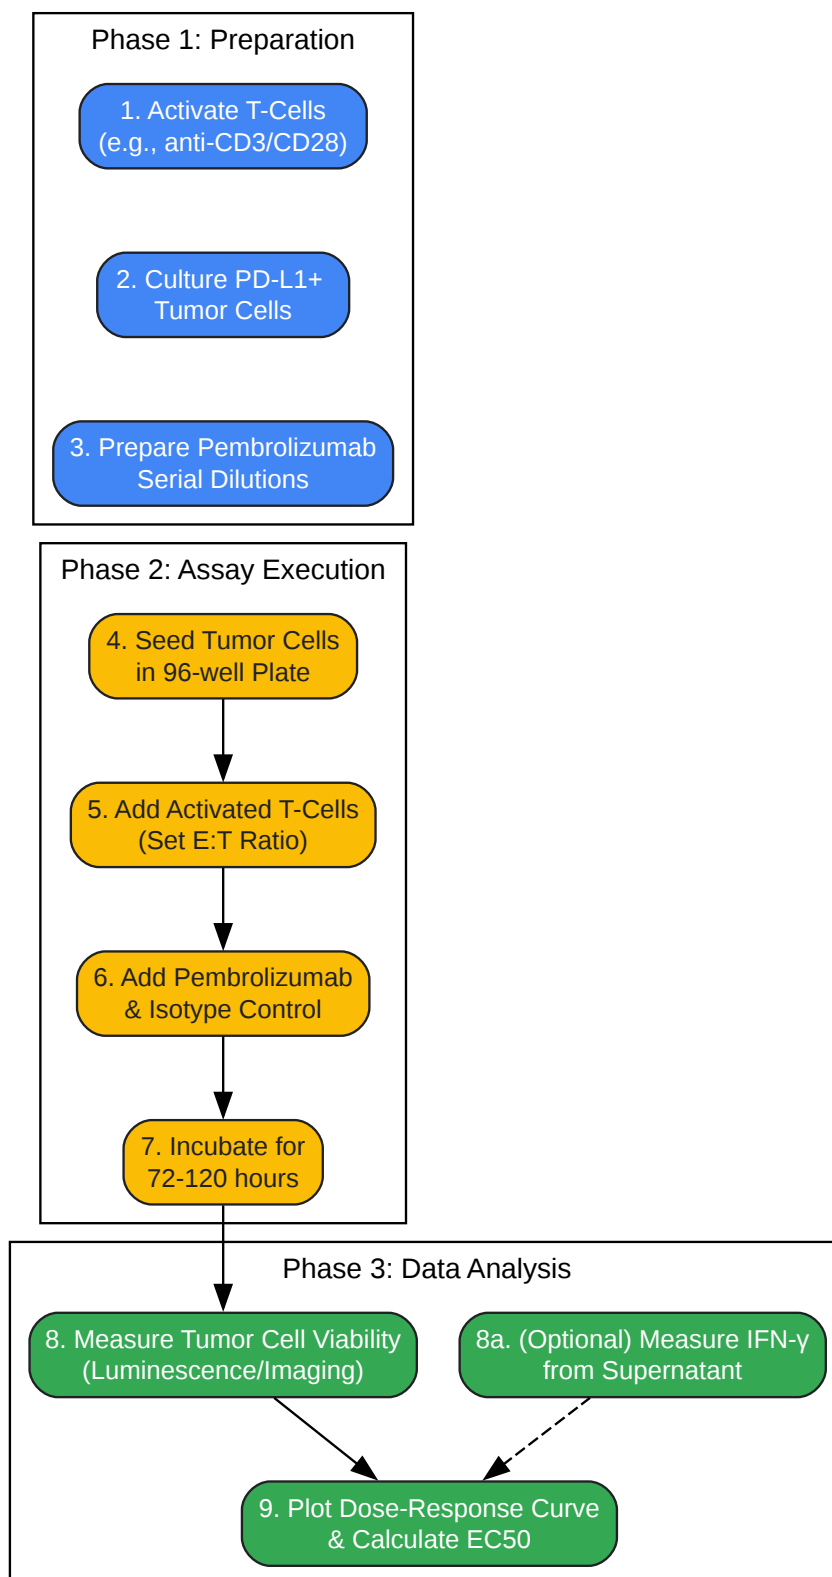 Phase 1: Preparation
1. Activate T-Cells
(e.g., anti-CD3/CD28)
2. Culture PD-L1+
Tumor Cells
3. Prepare Pembrolizumab
Serial Dilutions
Phase 2: Assay Execution
4. Seed Tumor Cells
in 96-well Plate
5. Add Activated T-Cells
(Set E:T Ratio)
6. Add Pembrolizumab
& Isotype Control
7. Incubate for
72-120 hours
Phase 3: Data Analysis
8. Measure Tumor Cell Viability
(Luminescence/Imaging)
8a. (Optional) Measure IFN-γ
from Supernatant
9. Plot Dose-Response Curve
& Calculate EC50